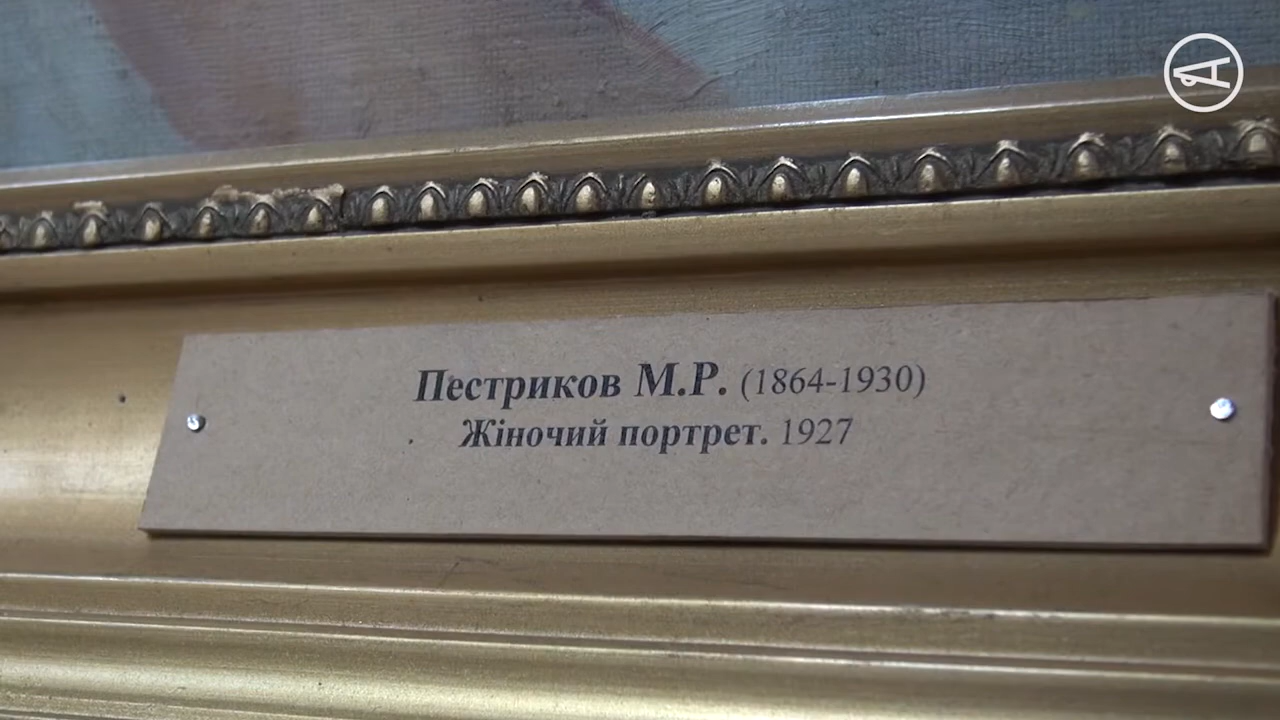 Пестриков М.Р. (1864-1930)
Жіночий портрет. 1927